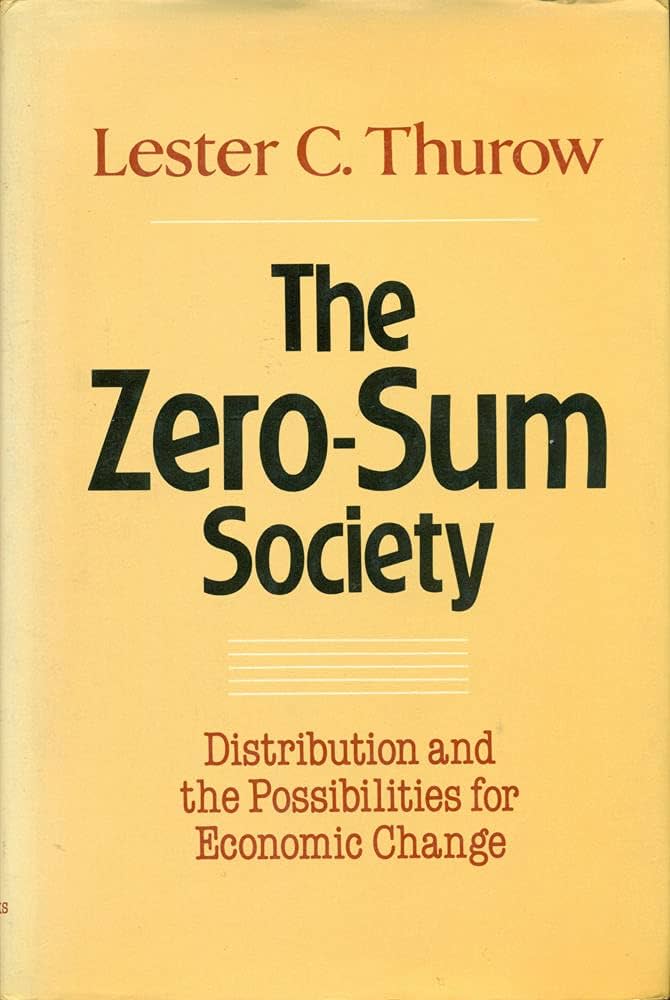 Lester C. Thurow
The
Zero-Sum
Society
Distribution and
the Possibilities for
Economic Change